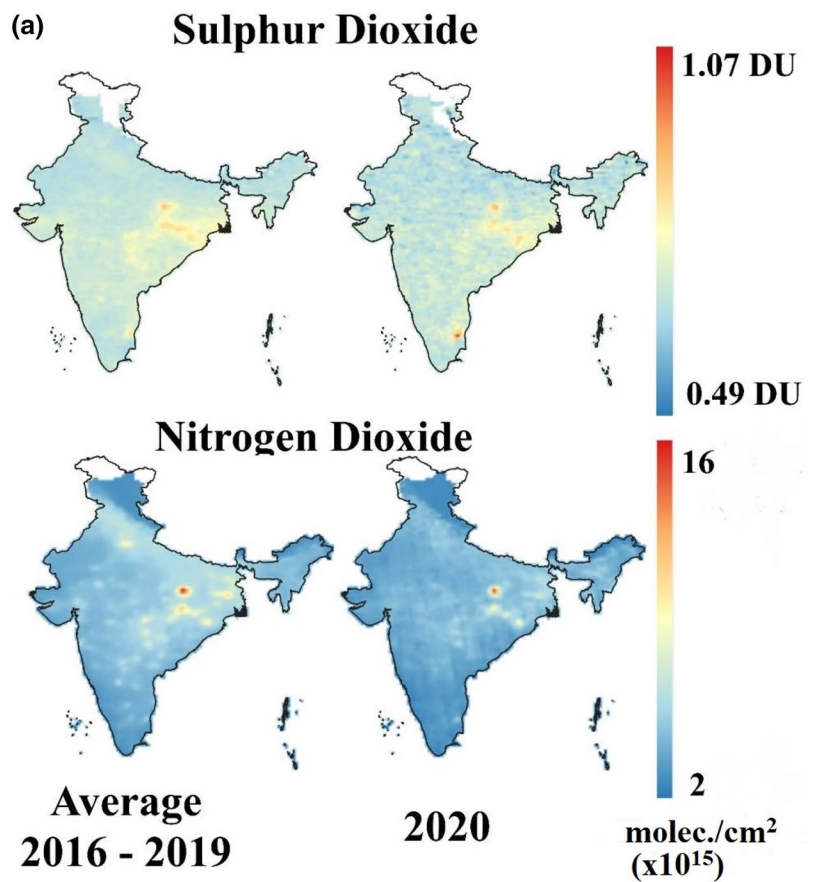 (a)
Sulphur Dioxide
1.07 DU
0.49 DU
Nitrogen Dioxide
16
2
Average
2016 - 2019
2020
molec./cm²
(x10¹⁵)